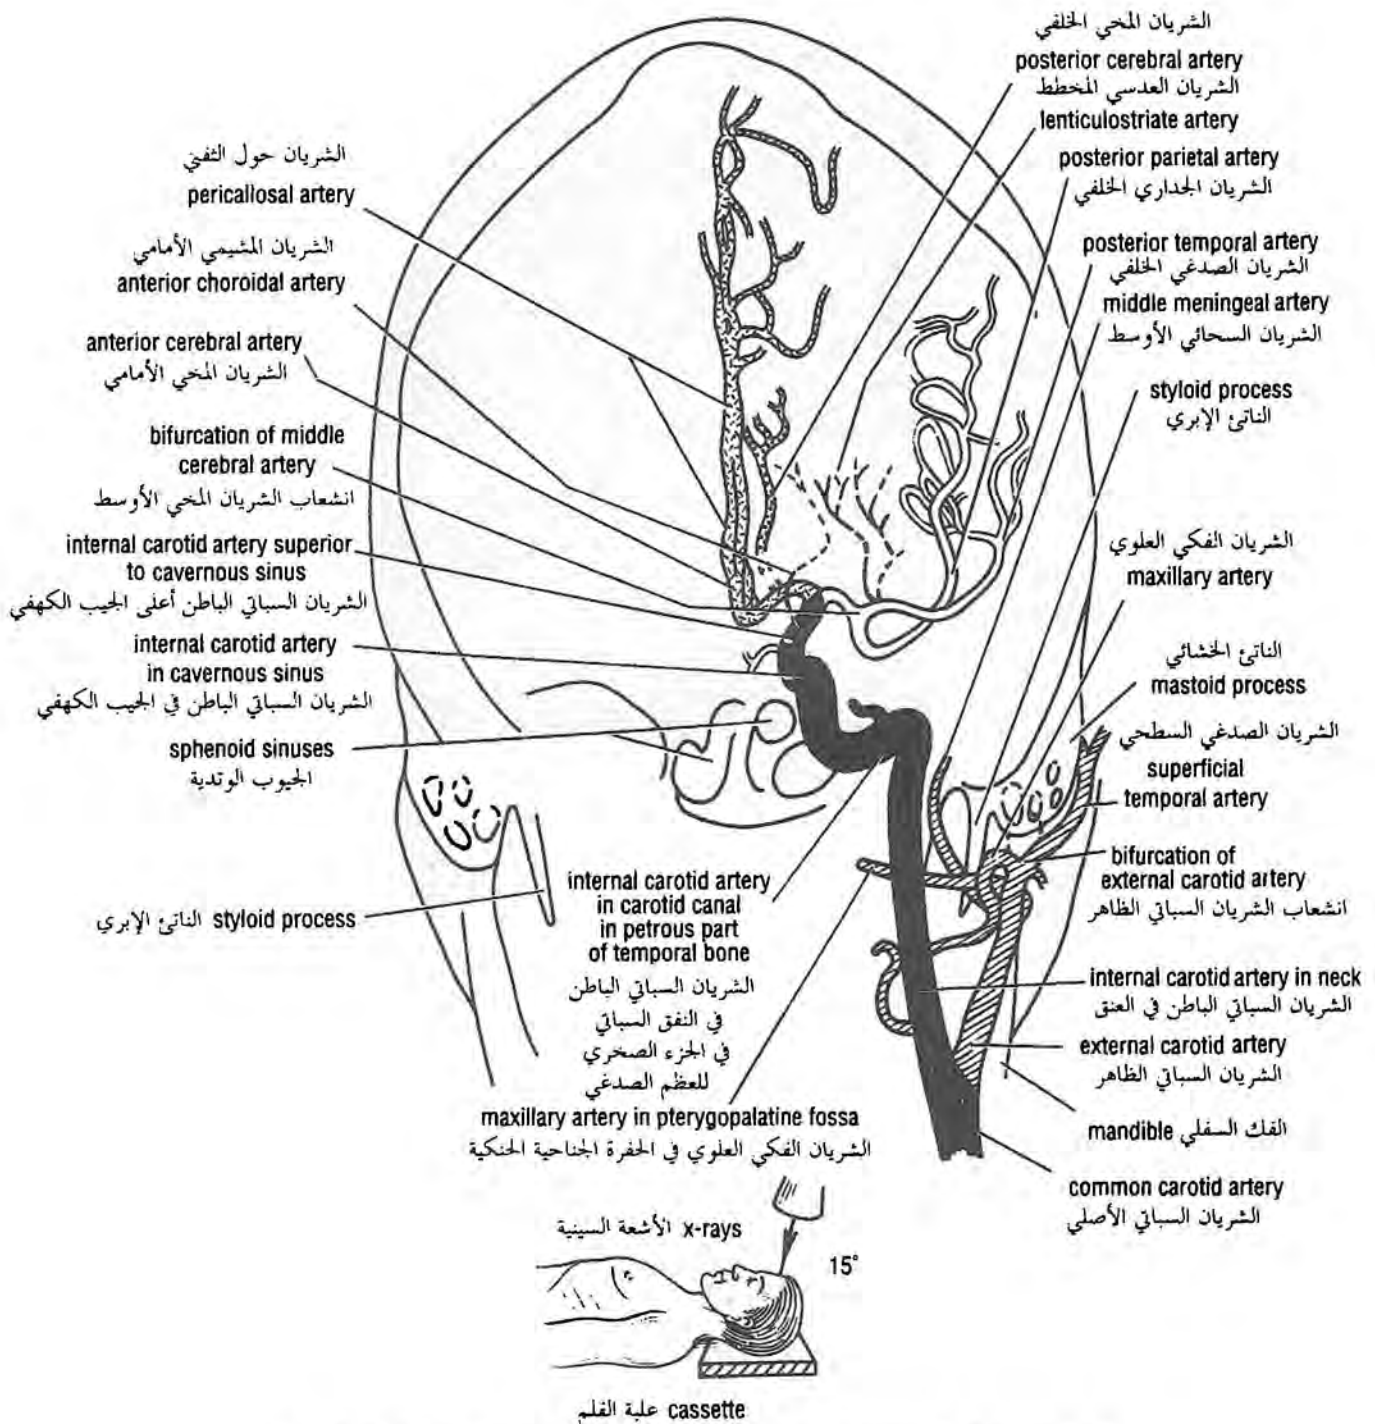 الشريان المخي الخلفي
posterior cerebral artery
الشريان العدسي المخطط
lenticulostriate artery
posterior parietal artery
الشريان الجداري الخلفي
posterior temporal artery
الشريان الصدغي الخلفي
middle meningeal artery
الشريان السحائي الأوسط
styloid process
الناتئ الإبري
الشريان الفكي العلوي
maxillary artery
الناتئ الخشائي
mastoid process
الشريان الصدغي السطحي
superficial
temporal artery
bifurcation of
external carotid artery
انشعاب الشريان السباتي الظاهر
internal carotid artery in neck
الشريان السباتي الباطن في العنق
external carotid artery
الشريان السباتي الظاهر
mandible الفك السفلي
common carotid artery
الشريان السباتي الأصلي
الشريان حول الثفني
pericallosal artery
الشريان المشيمي الأمامي
anterior choroidal artery
anterior cerebral artery
الشريان المخي الأمامي
bifurcation of middle
cerebral artery
انشعاب الشريان المخي الأوسط
internal carotid artery superior
to cavernous sinus
الشريان السباتي الباطن أعلى الجيب الكهفي
internal carotid artery
in cavernous sinus
الشريان السباتي الباطن في الجيب الكهفي
sphenoid sinuses
الجيوب الوتدية
styloid process الناتئ الإبري
internal carotid artery
in carotid canal
in petrous part
of temporal bone
الشريان السباتي الباطن
في النفق السباتي
في الجزء الصخري
للعظم الصدغي
maxillary artery in pterygopalatine fossa
الشريان الفكي العلوي في الحفرة الجناحية الحنكية
x-rays الأشعة السينية
15°
cassette علبة القلم